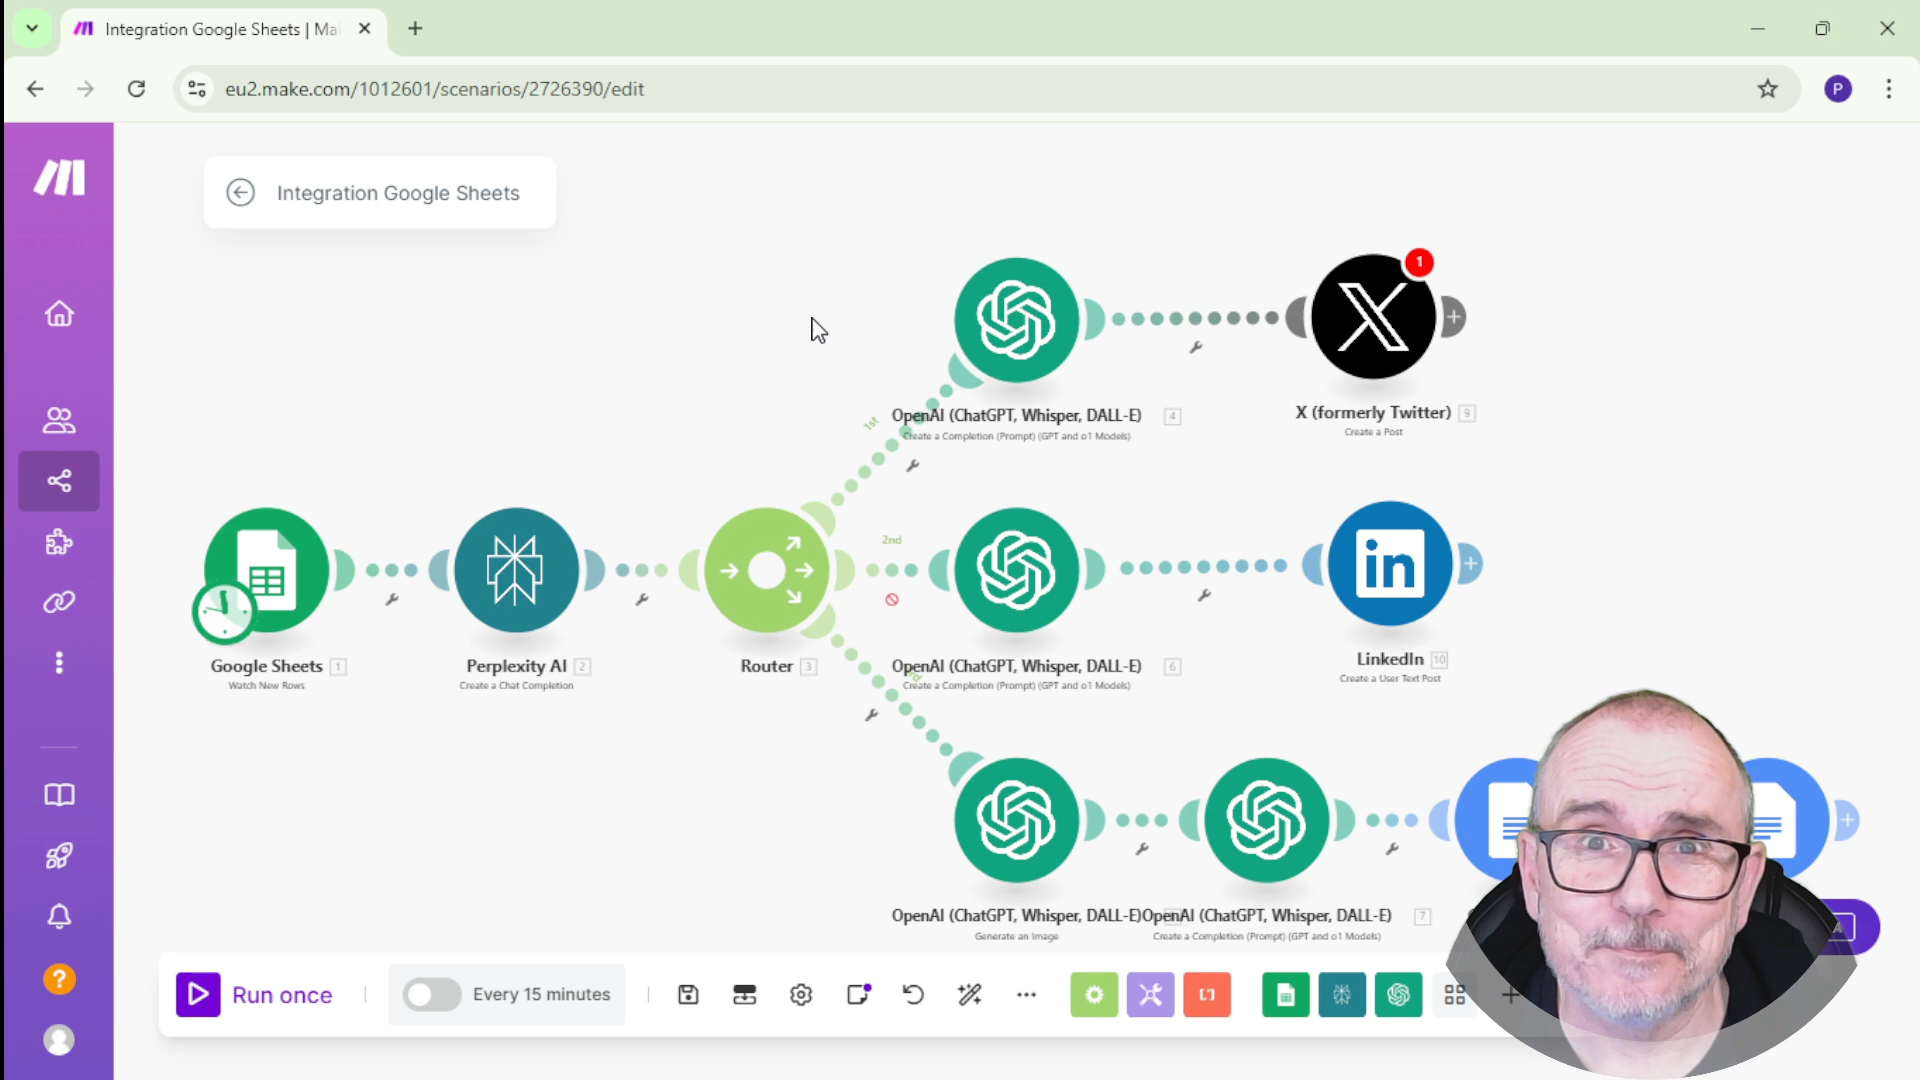 Integration Google Sheets | Ma
eu2.make.com/1012601/scenarios/2726390/edit
P
Integration Google Sheets
1
OpenAI (ChatGPT, Whisper, DALL-E) 4
Create a Completion (Prompt) (GPT and o1 Models)
X (formerly Twitter) 9
Create a Post
1st
2nd
Google Sheets 1
Watch New Rows
Perplexity AI 2
Create a Chat Completion
Router 3
OpenAI (ChatGPT, Whisper, DALL-E) 6
Create a Completion (Prompt) (GPT and o1 Models)
LinkedIn 10
Create a User Text Post
in
OpenAI (ChatGPT, Whisper, DALL-E)
Generate an Image
OpenAI (ChatGPT, Whisper, DALL-E) 7
Create a Completion (Prompt) (GPT and o1 Models)
A
?
Run once
Every 15 minutes